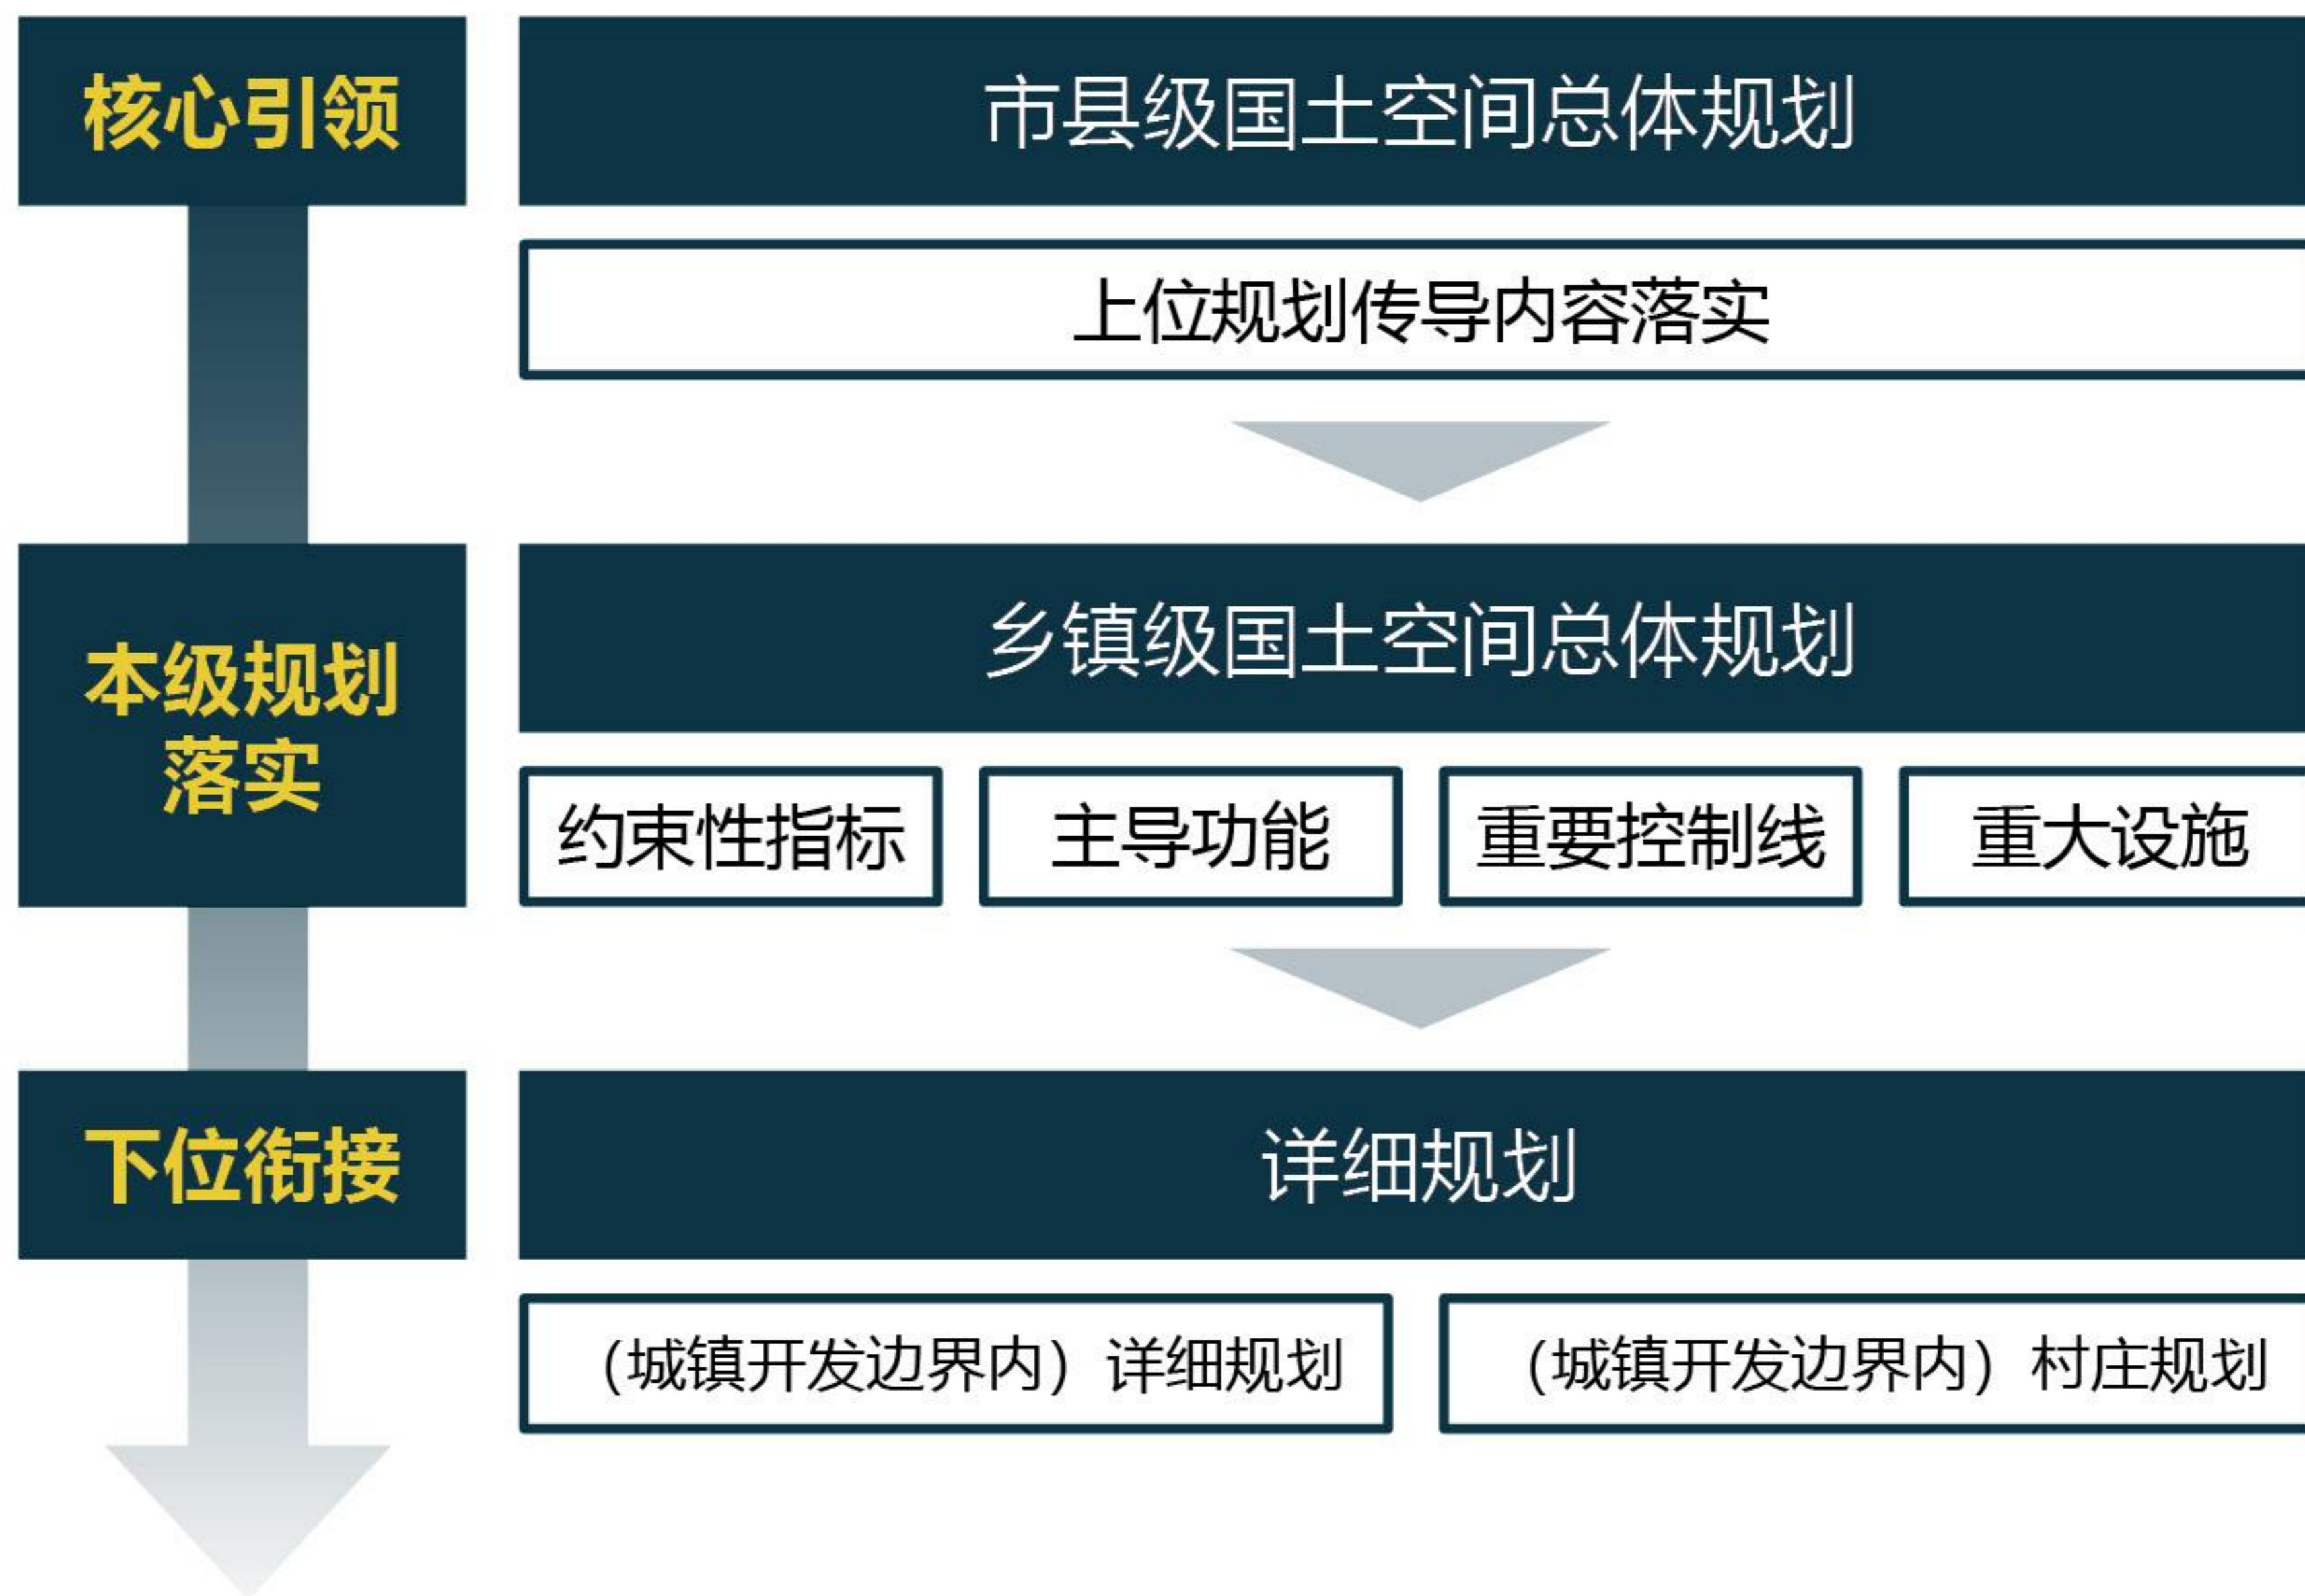 核心引领
市县级国土空间总体规划
上位规划传导内容落实
本级规划
落实
乡镇级国土空间总体规划
约束性指标
主导功能
重要控制线
重大设施
下位衔接
详细规划
（城镇开发边界内）详细规划
（城镇开发边界内）村庄规划